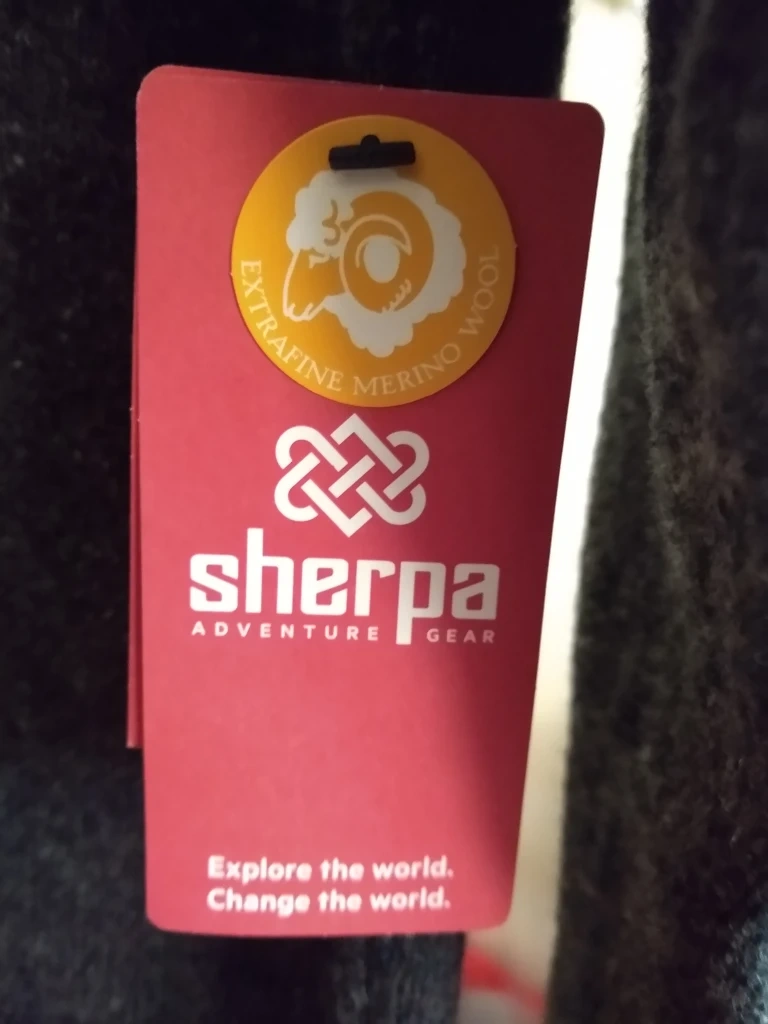 EXTRAFINE MERINO WOOL
sherpa
ADVENTURE GEAR
Explore the world.
Change the world.